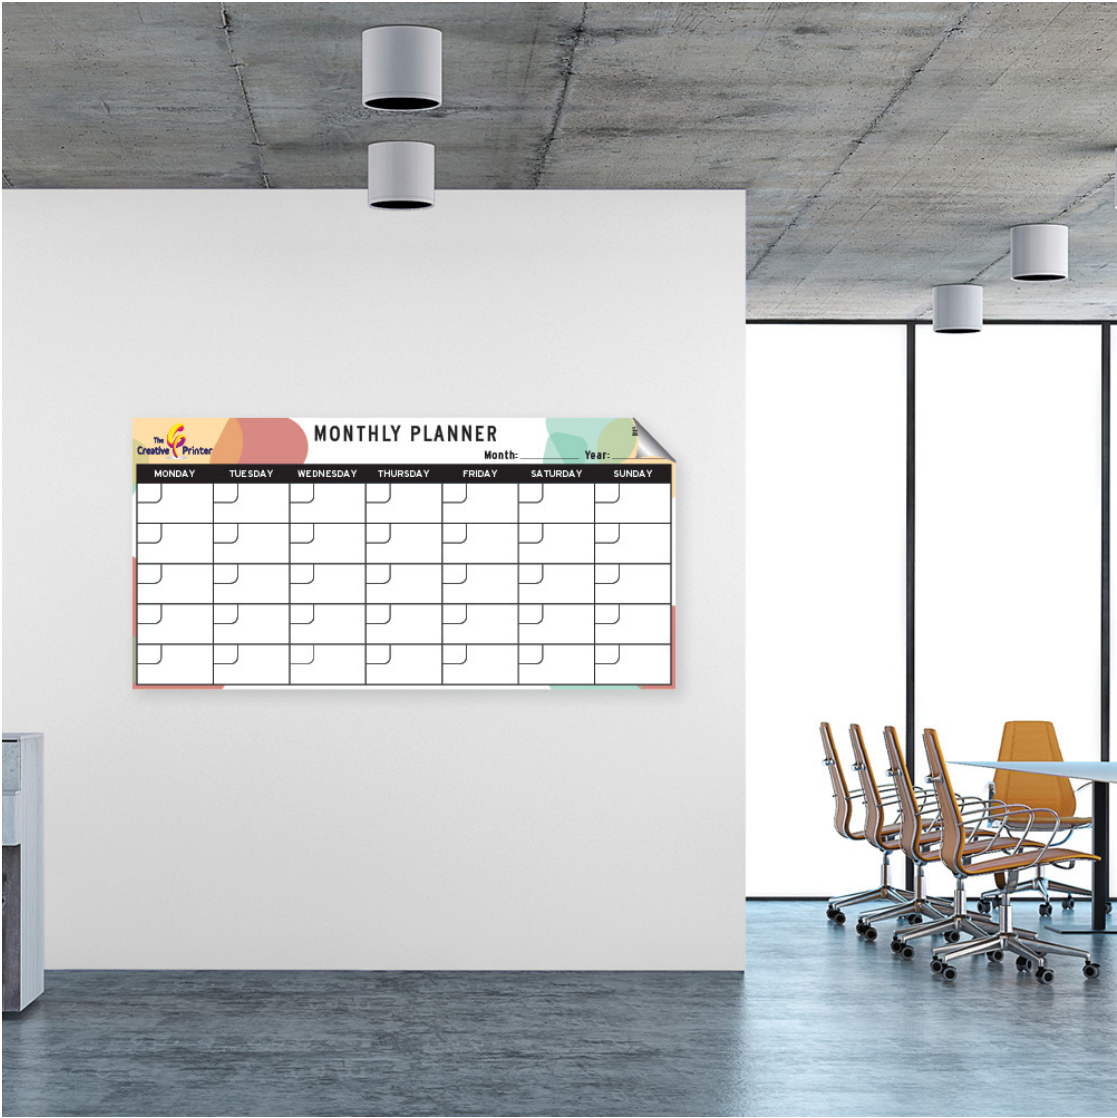 The
Creative Printer
MONTHLY PLANNER
Month: Year:
MONDAY TUESDAY WEDNESDAY THURSDAY FRIDAY SATURDAY SUNDAY